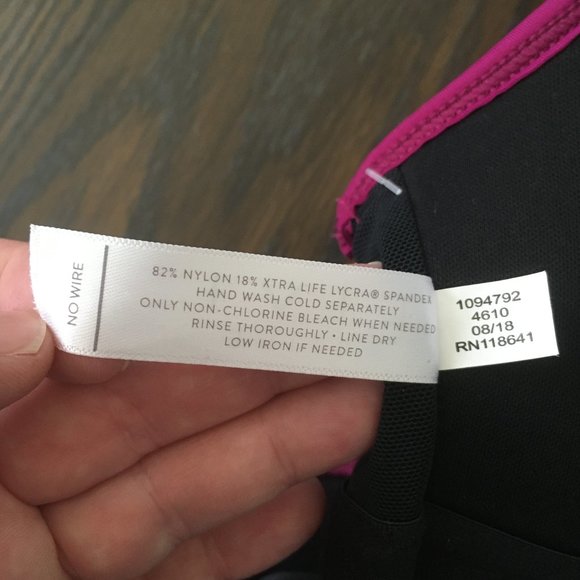 NO WIRE
82% NYLON 18% XTRA LIFE LYCRA® SPANDEX
HAND WASH COLD SEPARATELY
ONLY NON-CHLORINE BLEACH WHEN NEEDED
RINSE THOROUGHLY • LINE DRY
LOW IRON IF NEEDED
1094792
4610
08/18
RN118641